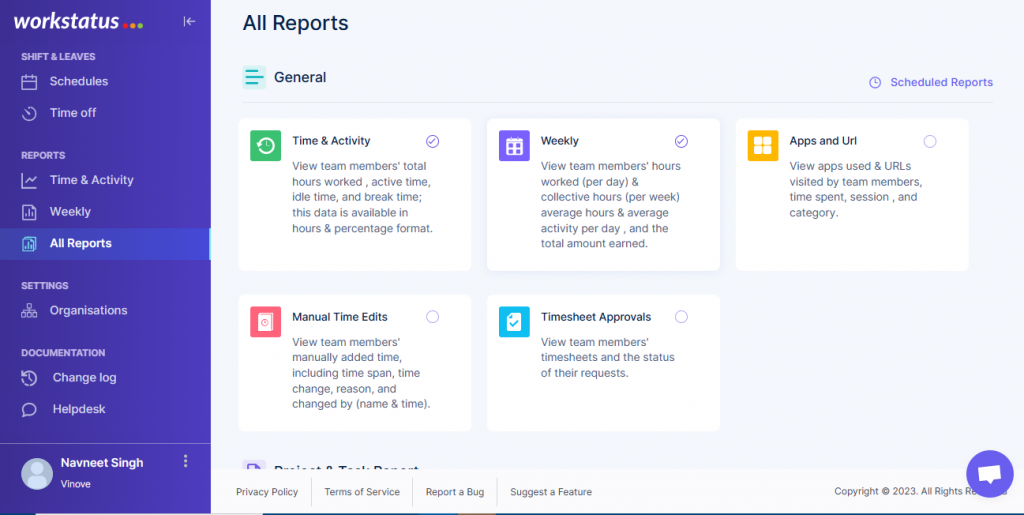 workstatus
SHIFT & LEAVES
Schedules
Time off
REPORTS
Time & Activity
Weekly
All Reports
SETTINGS
Organisations
DOCUMENTATION
Change log
Helpdesk
Navneet Singh
Vinove
All Reports
General
Scheduled Reports
Time & Activity
View team members' total
hours worked , active time,
idle time, and break time;
this data is available in
hours & percentage format.
Weekly
View team members' hours
worked (per day) &
collective hours (per week)
average hours & average
activity per day , and the
total amount earned.
Apps and Url
View apps used & URLs
visited by team members,
time spent, session , and
category.
Manual Time Edits
View team members'
manually added time,
including time span, time
change, reason, and
changed by (name & time).
Timesheet Approvals
View team members'
timesheets and the status
of their requests.
Project & Task Report
Privacy Policy
Terms of Service
Report a Bug
Suggest a Feature
Copyright © 2023. All Rights